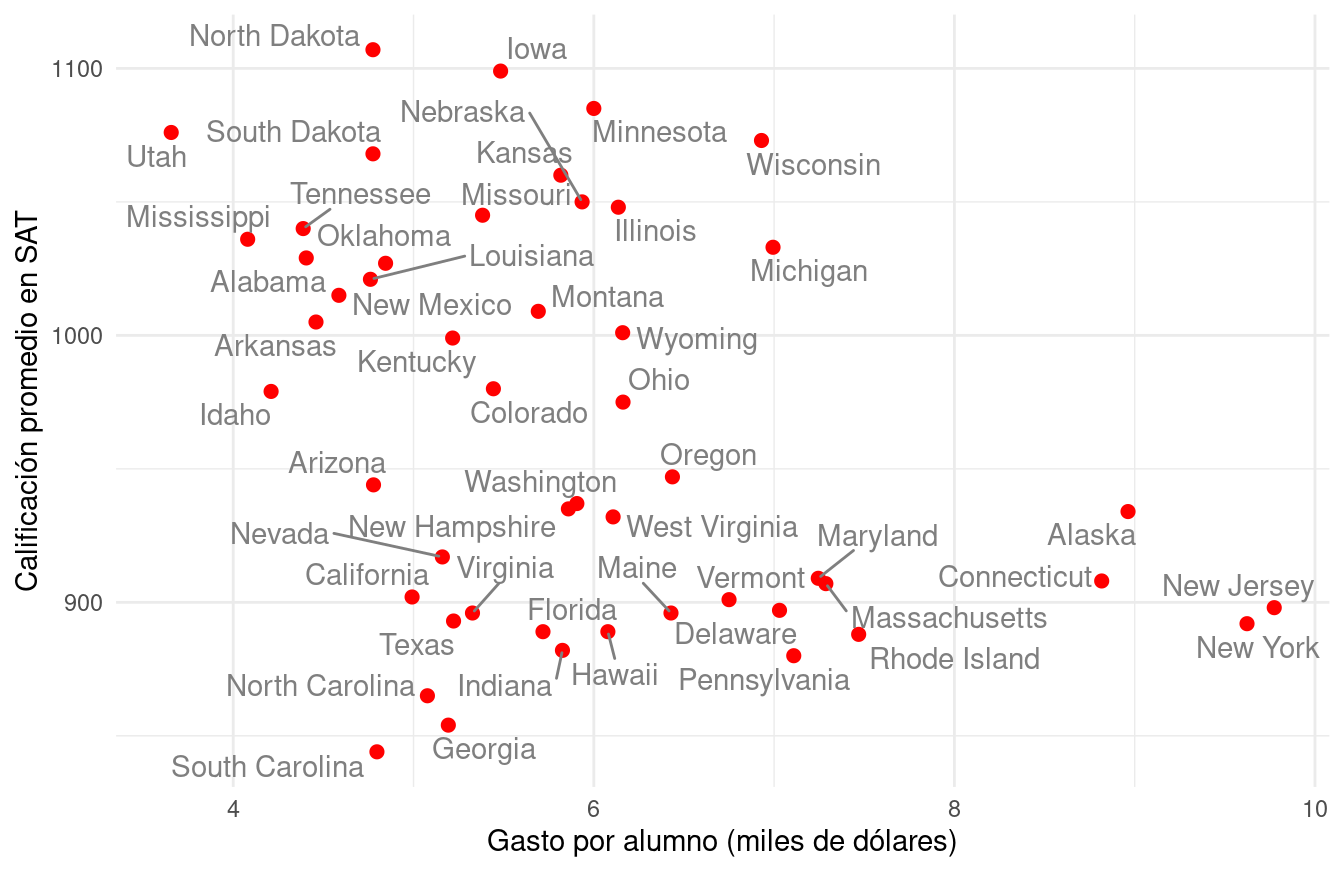 North Dakota
Iowa
1100
Nebraska
Minnesota
South Dakota
Utah
Kansas
Wisconsin
Tennessee
Missouri
Mississippi
Illinois
Oklahoma
Louisiana
Michigan
Alabama
New Mexico
Montana
1000
Arkansas
Wyoming
Kentucky
Ohio
Idaho
Colorado
Oregon
Arizona
Washington
New Hampshire
West Virginia
Nevada
Maryland
Alaska
Virginia
Maine
California
Vermont
Connecticut
New Jersey
900
Florida
Massachusetts
Texas
Delaware
New York
Rhode Island
Hawaii
North Carolina
Indiana
Pennsylvania
Georgia
South Carolina
4
6
8
10
Gasto por alumno (miles de dólares)
Calificación promedio en SAT